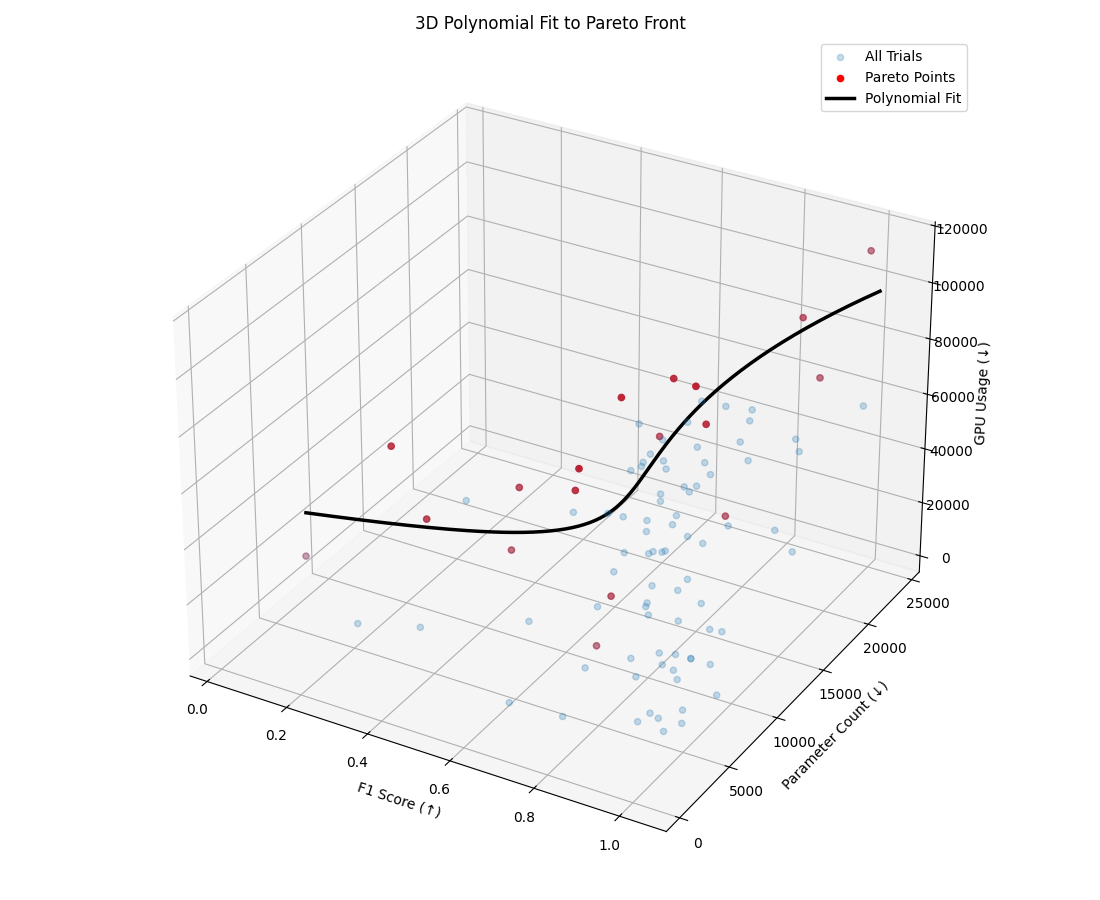 3D Polynomial Fit to Pareto Front
All Trials
Pareto Points
Polynomial Fit
120000
100000
80000
60000
40000
20000
0
GPU Usage (↓)
25000
20000
15000
10000
5000
0
Parameter Count (↓)
0.0
0.2
0.4
0.6
0.8
1.0
F1 Score (↑)